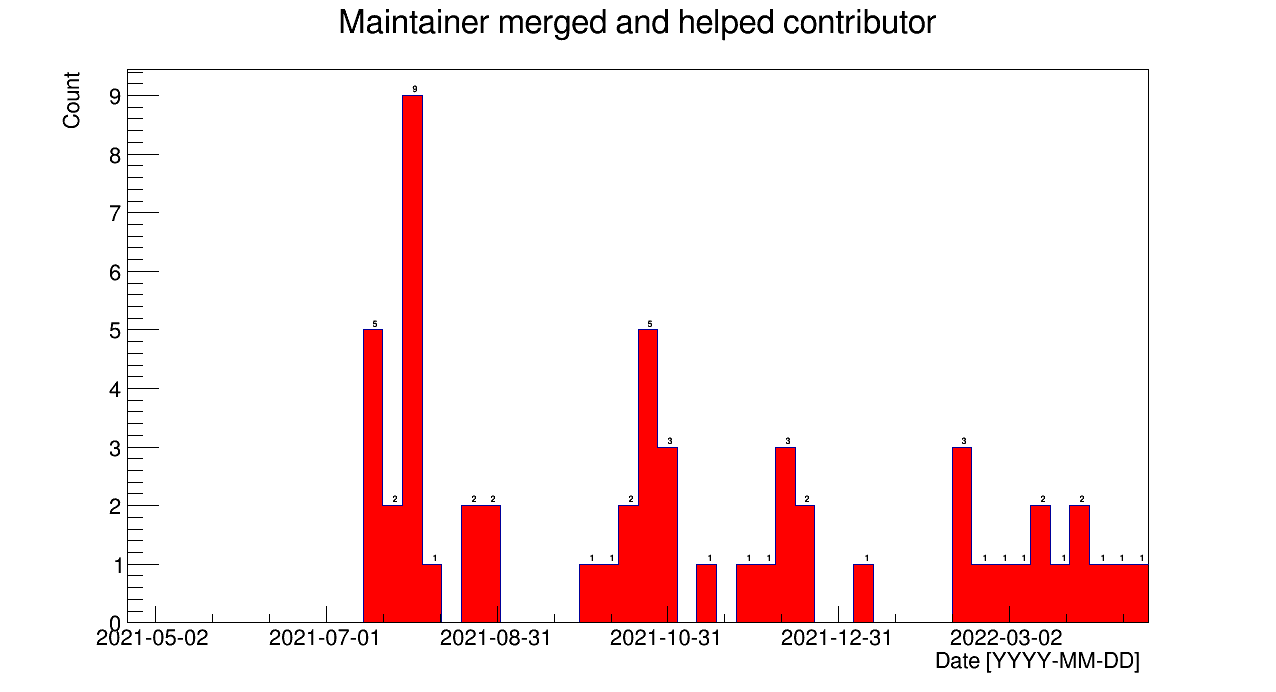 Maintainer merged and helped contributor
Count
9
8
7
6
5
4
3
2
1
0
5 2 9 1 2 2 1 1 2 5 3 1 1 1 3 2 1 3 1 1 1 2 1 2 1 1 1
2021-05-02 2021-07-01 2021-08-31 2021-10-31 2021-12-31 2022-03-02
Date [YYYY-MM-DD]